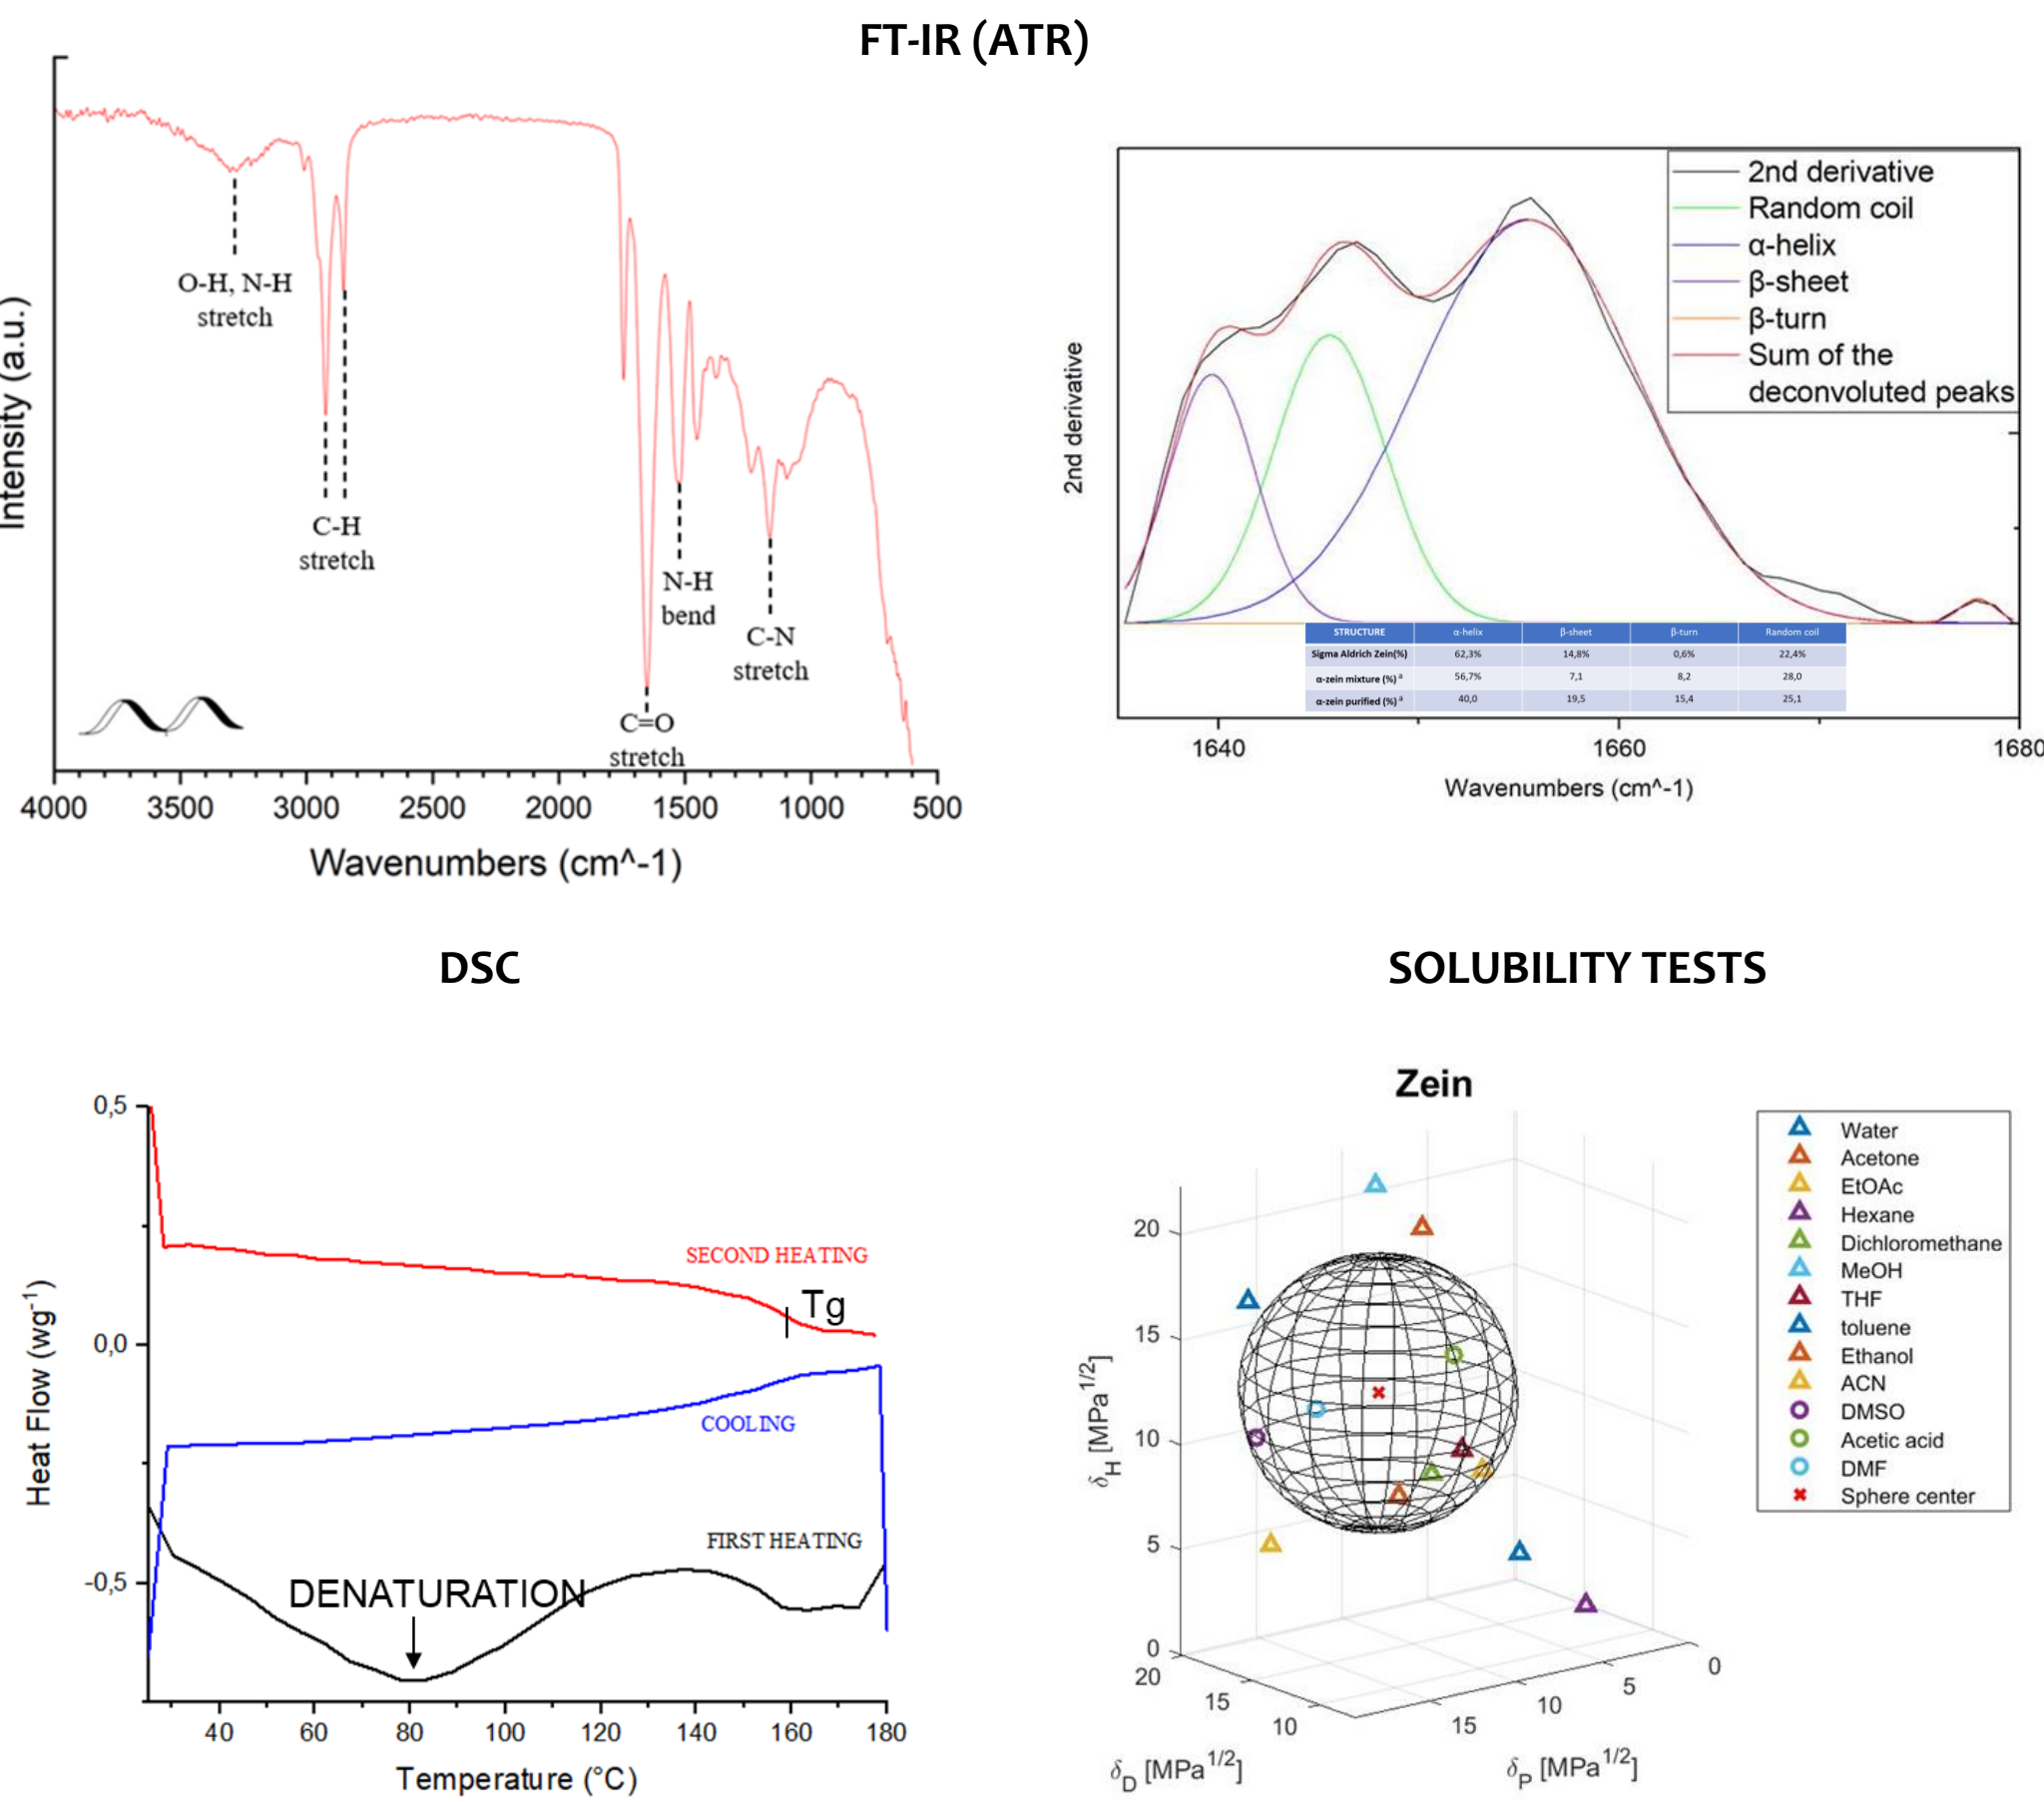 FT-IR (ATR)
Intensity (a.u.)
O-H, N-H
stretch
C-H
stretch
C=O
stretch
N-H
bend
C-N
stretch
4000 3500 3000 2500 2000 1500 1000 500
Wavenumbers (cm^-1)
2nd derivative
2nd derivative
Random coil
α-helix
β-sheet
β-turn
Sum of the
deconvoluted peaks
STRUCTURE α-helix β-sheet β-turn Random coil
Sigma Aldrich Zein(%) 62,3% 14,8% 0,6% 22,4%
α-zein mixture (%) a 56,7% 7,1 8,2 28,0
α-zein purified (%) a 40,0 19,5 15,4 25,1
1640 1660 1680
Wavenumbers (cm^-1)
DSC
Heat Flow (wg-1)
0,5
0,0
-0,5
SECOND HEATING
Tg
COOLING
FIRST HEATING
DENATURATION
40 60 80 100 120 140 160 180
Temperature (°C)
SOLUBILITY TESTS
Zein
Water
Acetone
EtOAc
Hexane
Dichloromethane
MeOH
THF
toluene
Ethanol
ACN
DMSO
Acetic acid
DMF
Sphere center
δH [MPa1/2]
20
15
10
5
0
20
15
10
15
10
5
0
δD [MPa1/2]
δP [MPa1/2]